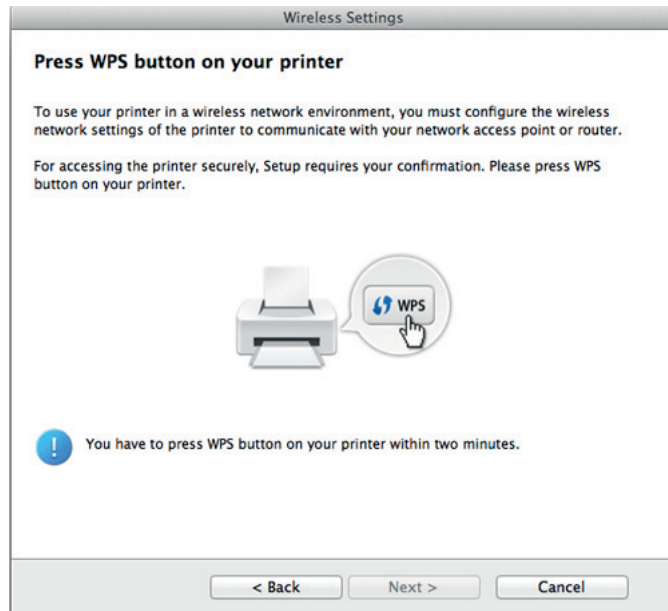 Wireless Settings
Press WPS button on your printer
To use your printer in a wireless network environment, you must configure the wireless
network settings of the printer to communicate with your network access point or router.
For accessing the printer securely, Setup requires your confirmation. Please press WPS
button on your printer.
WPS
You have to press WPS button on your printer within two minutes.
< Back
Next >
Cancel